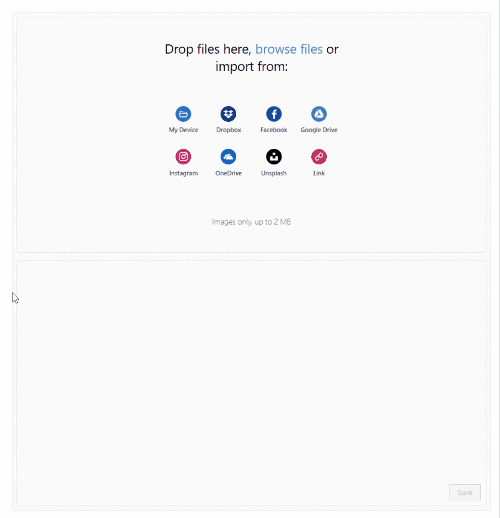 Drop files here, browse files or
import from:
My Device Dropbox Facebook Google Drive
Instagram OneDrive Unsplash Link
Images only, up to 2 MB
Save